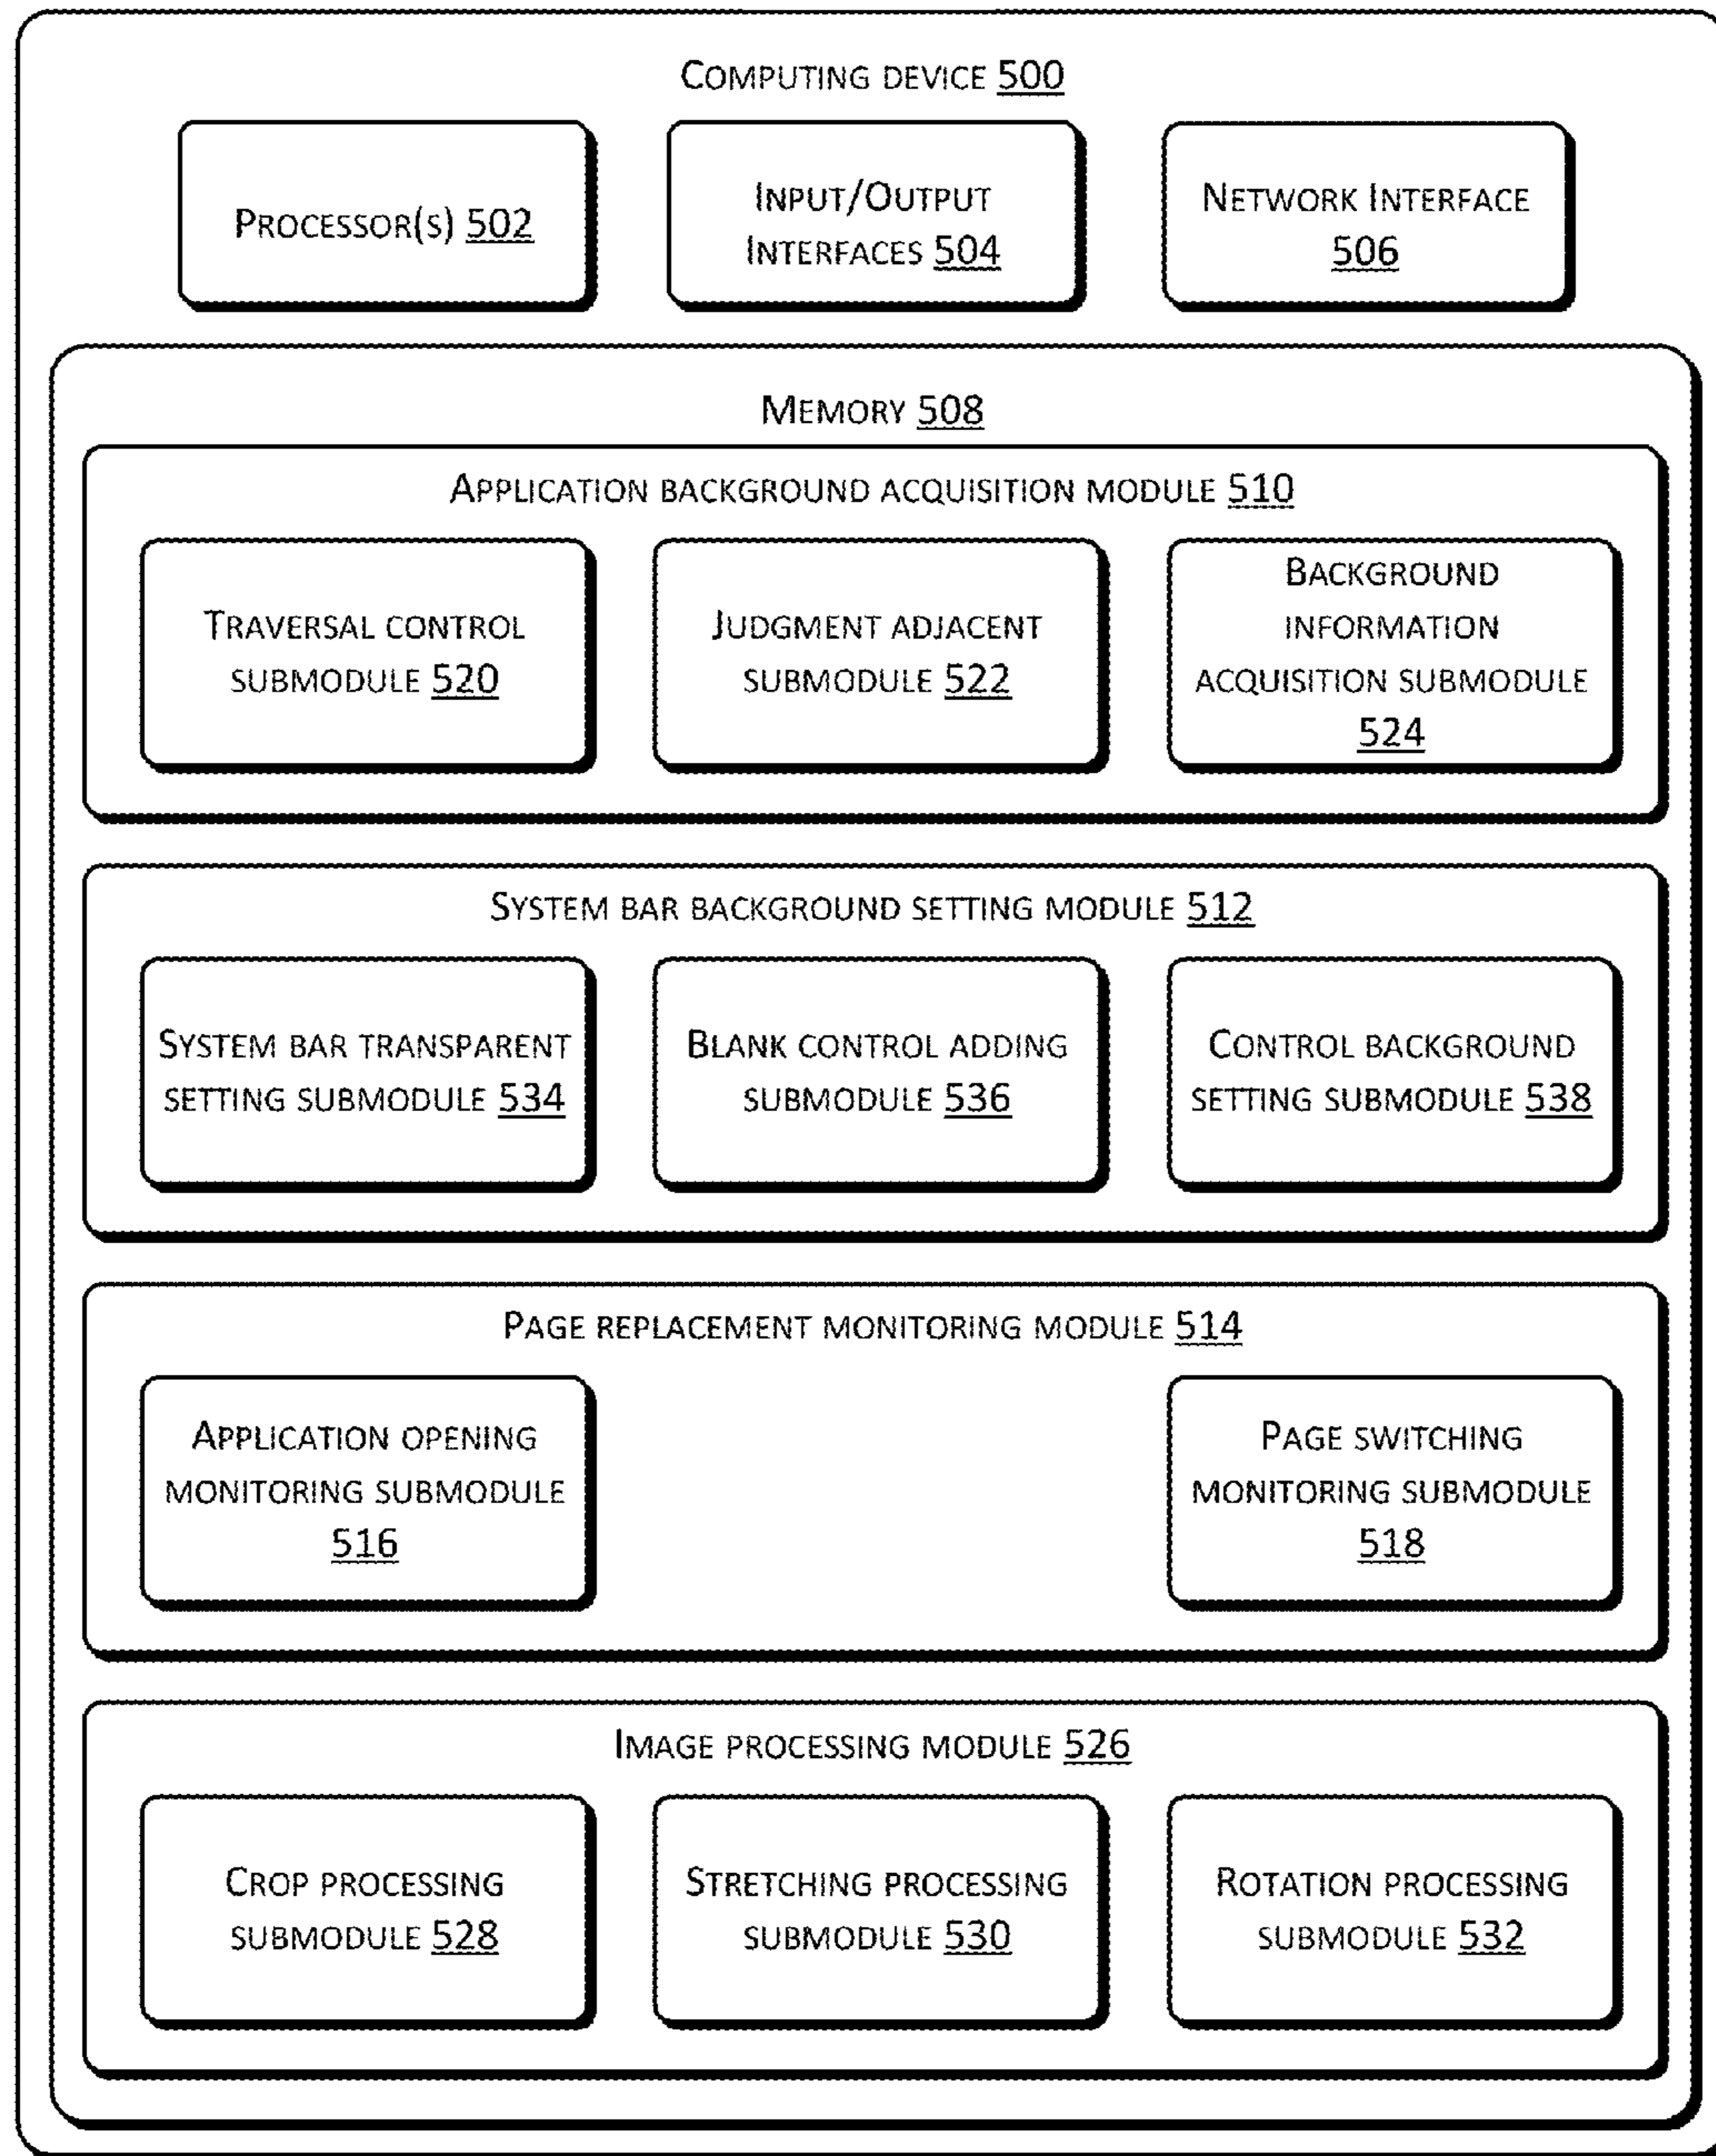 COMPUTING DEVICE 500
PROCESSOR(S) 502
INPUT/OUTPUT
INTERFACES 504
NETWORK INTERFACE
506
MEMORY 508
APPLICATION BACKGROUND ACQUISITION MODULE 510
TRAVERSAL CONTROL
SUBMODULE 520
JUDGMENT ADJACENT
SUBMODULE 522
BACKGROUND
INFORMATION
ACQUISITION SUBMODULE
524
SYSTEM BAR BACKGROUND SETTING MODULE 512
SYSTEM BAR TRANSPARENT
SETTING SUBMODULE 534
BLANK CONTROL ADDING
SUBMODULE 536
CONTROL BACKGROUND
SETTING SUBMODULE 538
PAGE REPLACEMENT MONITORING MODULE 514
APPLICATION OPENING
MONITORING SUBMODULE
516
PAGE SWITCHING
MONITORING SUBMODULE
518
IMAGE PROCESSING MODULE 526
CROP PROCESSING
SUBMODULE 528
STRETCHING PROCESSING
SUBMODULE 530
ROTATION PROCESSING
SUBMODULE 532